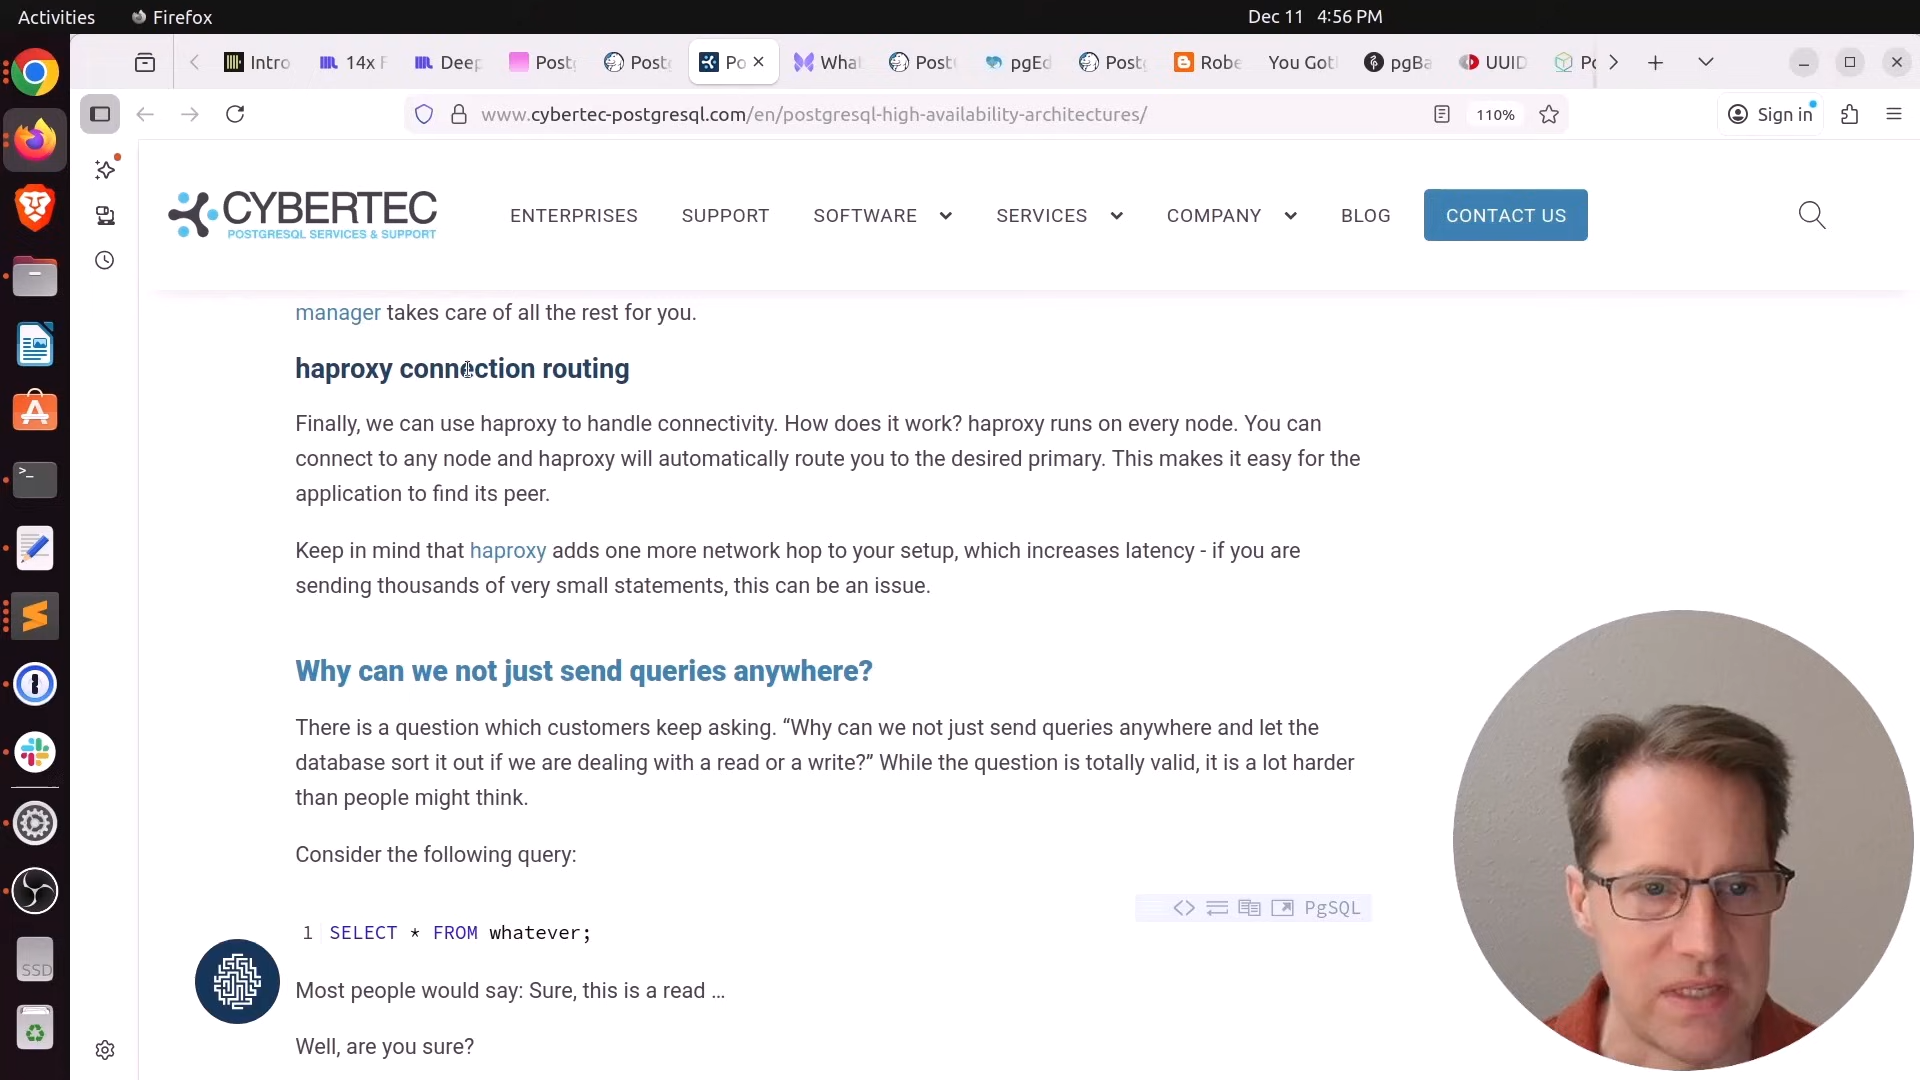 Activities
Firefox
Dec 11 4:56 PM
Intro
14x F
Deep
Post
Post
Po
What
Post
pgEd
Post
Robe
You Got
pgBa
UUID
Po
www.cybertec-postgresql.com/en/postgresql-high-availability-architectures/
110%
Sign in
CYBERTEC
POSTGRESQL SERVICES & SUPPORT
ENTERPRISES
SUPPORT
SOFTWARE
SERVICES
COMPANY
BLOG
CONTACT US
manager takes care of all the rest for you.
haproxy connection routing
Finally, we can use haproxy to handle connectivity. How does it work? haproxy runs on every node. You can
connect to any node and haproxy will automatically route you to the desired primary. This makes it easy for the
application to find its peer.
Keep in mind that haproxy adds one more network hop to your setup, which increases latency - if you are
sending thousands of very small statements, this can be an issue.
Why can we not just send queries anywhere?
There is a question which customers keep asking. “Why can we not just send queries anywhere and let the
database sort it out if we are dealing with a read or a write?” While the question is totally valid, it is a lot harder
than people might think.
Consider the following query:
PgSQL
1 SELECT * FROM whatever;
Most people would say: Sure, this is a read ...
Well, are you sure?
SSD